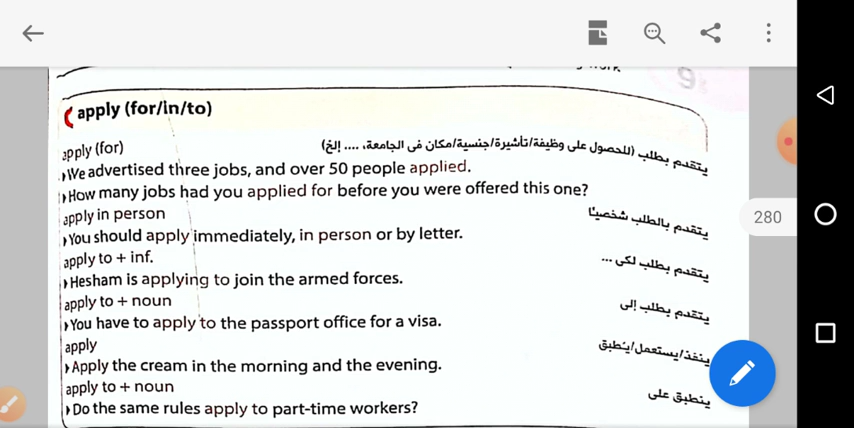 apply (for/in/to)
apply (for) يتقدم بطلب (للحصول على وظيفة/تأشيرة/جنسية/مكان فى الجامعة، .... إلخ)
We advertised three jobs, and over 50 people applied.
How many jobs had you applied for before you were offered this one?
apply in person يتقدم بالطلب شخصيًا
You should apply immediately, in person or by letter.
apply to + inf. يتقدم بطلب لكى ...
Hesham is applying to join the armed forces.
apply to + noun يتقدم بطلب إلى
You have to apply to the passport office for a visa.
apply ينفذ/يستعمل/يُطبق
Apply the cream in the morning and the evening.
apply to + noun ينطبق على
Do the same rules apply to part-time workers?
280